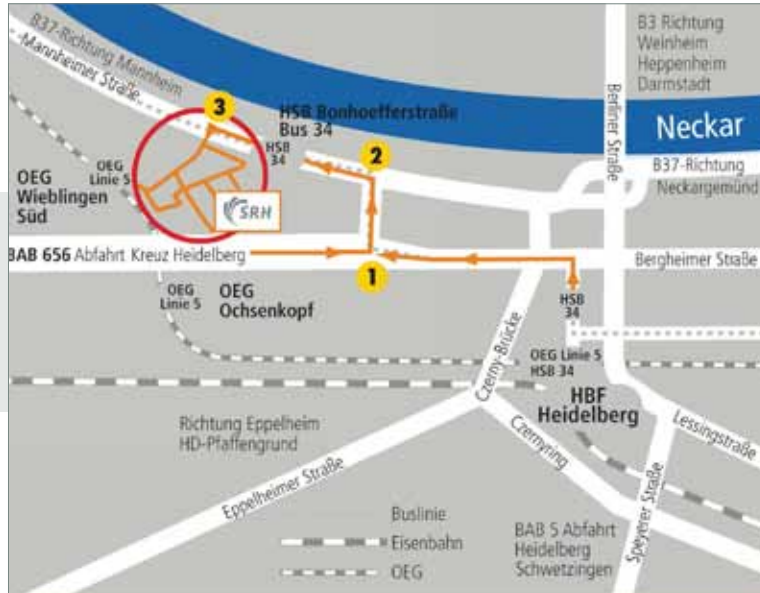 B37-Richtung Mannheim
Mannheimer Straße
3
HSB Bonhoefferstraße
Bus 34
HSB
34
2
B3 Richtung
Weinheim
Heppenheim
Darmstadt
Berliner Straße
Neckar
B37-Richtung
Neckargemünd
OEG
Linie 5
OEG
Wieblingen
Süd
SRH
BAB 656 Abfahrt Kreuz Heidelberg
1
Bergheimer Straße
OEG
Linie 5
OEG
Ochsenkopf
HSB
34
Czerny-Brücke
OEG Linie 5
HSB 34
HBF
Heidelberg
Richtung Eppelheim
HD-Pfaffengrund
Eppelheimer Straße
Czernyring
Speyerer Straße
Lessingstraße
Buslinie
Eisenbahn
OEG
BAB 5 Abfahrt
Heidelberg
Schwetzingen